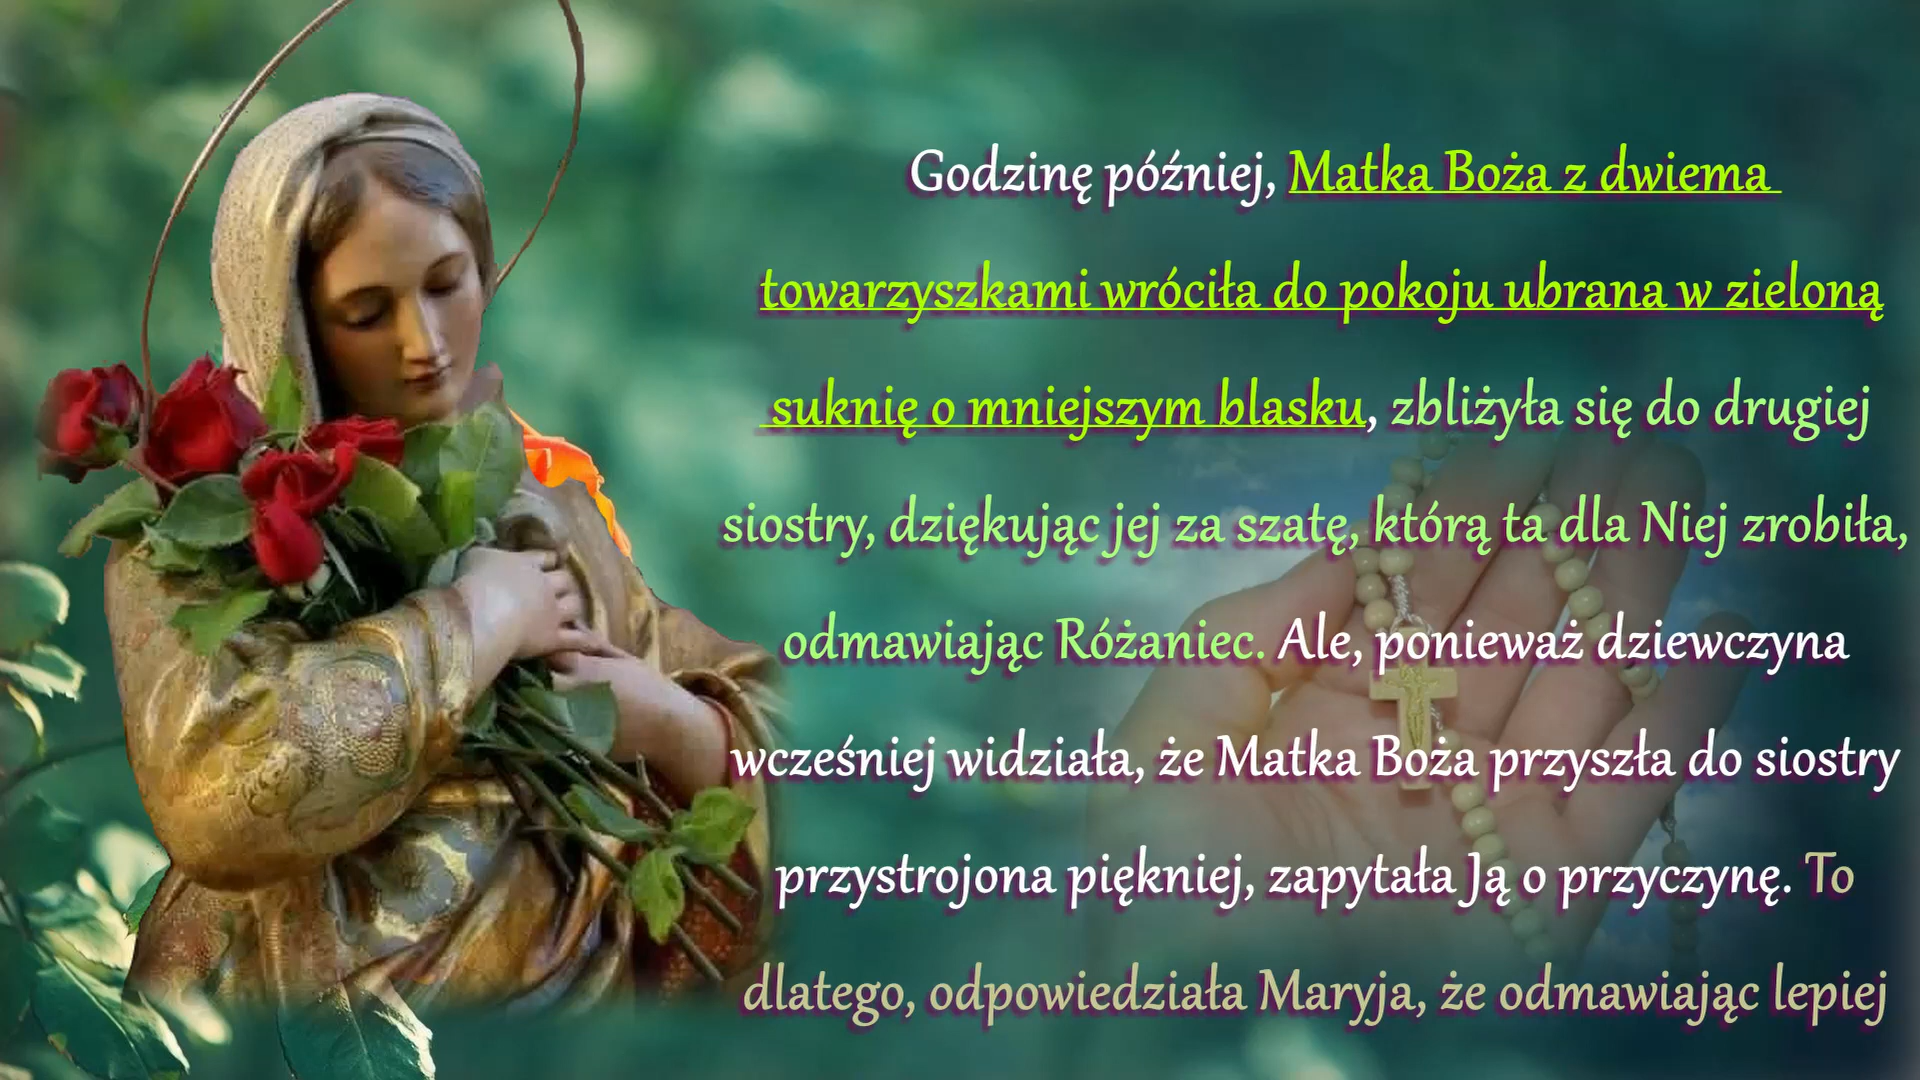 Godzinę później, Matka Boża z dwiema
towarzyszkami wróciła do pokoju ubrana w zieloną
suknię o mniejszym blasku, zbliżyła się do drugiej
siostry, dziękując jej za szatę, którą ta dla Niej zrobiła,
odmawiając Różaniec. Ale, ponieważ dziewczyna
wcześniej widziała, że Matka Boża przyszła do siostry
przystrojona piękniej, zapytała Ją o przyczynę. To
dlatego, odpowiedziała Maryja, że odmawiając lepiej